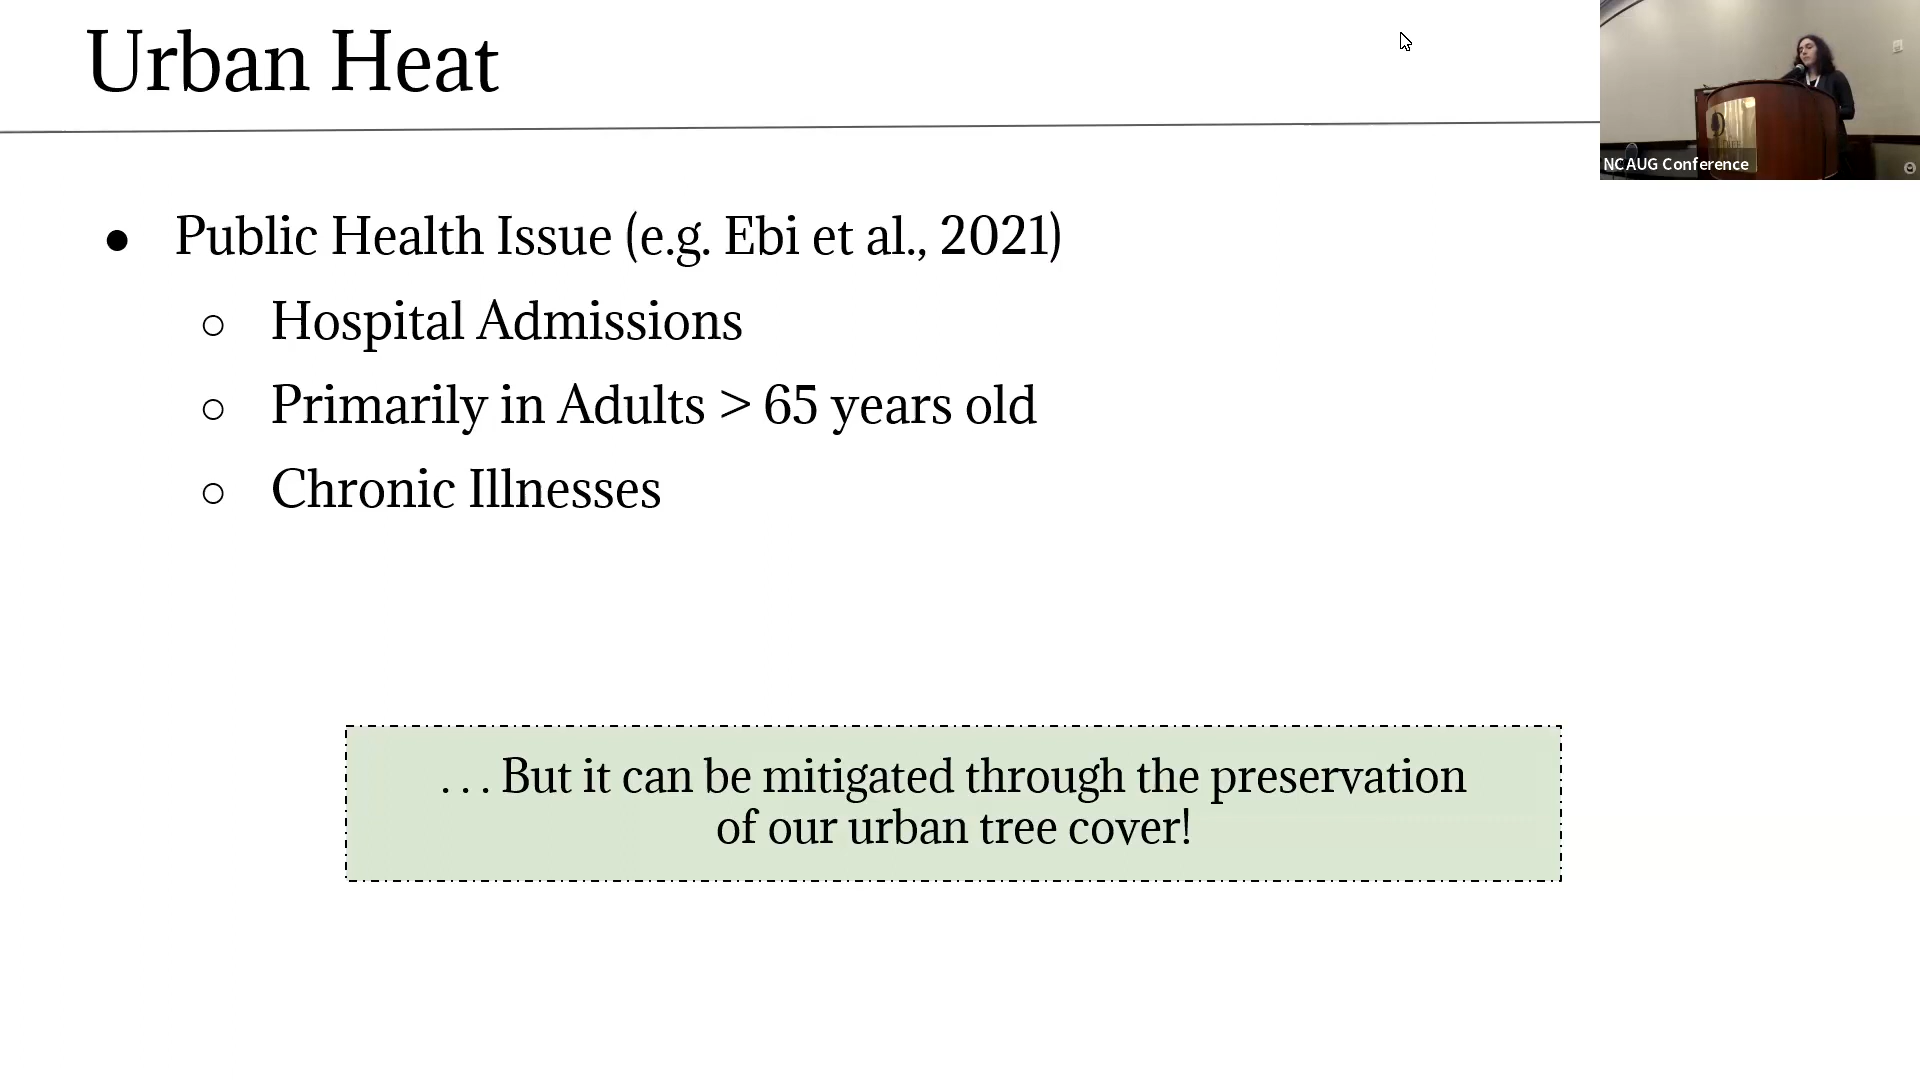 Urban Heat
NCAUG Conference
● Public Health Issue (e.g. Ebi et al., 2021)
○ Hospital Admissions
○ Primarily in Adults > 65 years old
○ Chronic Illnesses
. . . But it can be mitigated through the preservation
of our urban tree cover!